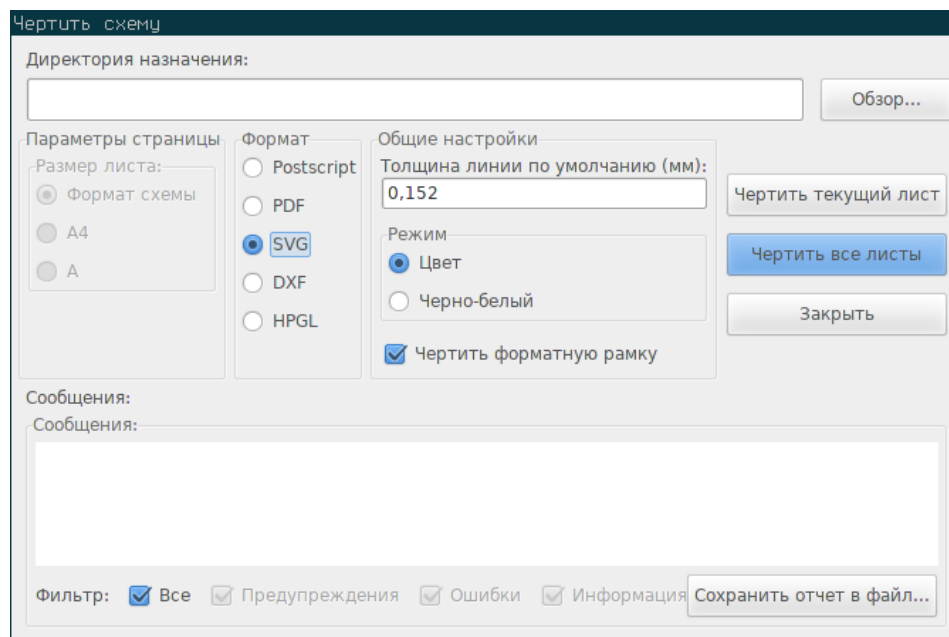 Чертить схему
Директория назначения:
Обзор...
Параметры страницы
Размер листа:
Формат схемы
A4
A
Формат
Postscript
PDF
SVG
DXF
HPGL
Общие настройки
Толщина линии по умолчанию (мм):
0,152
Режим
Цвет
Черно-белый
Чертить форматную рамку
Чертить текущий лист
Чертить все листы
Закрыть
Сообщения:
Сообщения:
Фильтр: Все Предупреждения Ошибки Информация Сохранить отчет в файл...